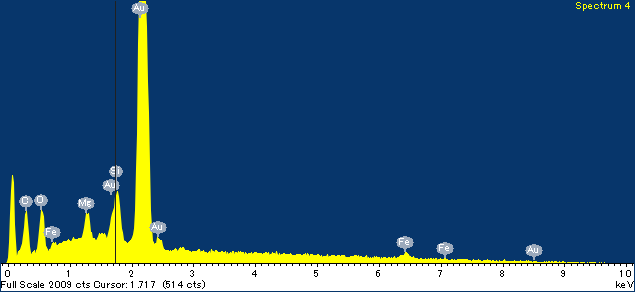 Spectrum 4
Au
Si
Au
C
O
Mg
Fe
Au
Fe
Fe
Au
0 1 2 3 4 5 6 7 8 9 10
Full Scale 2009 cts Cursor: 1.717 (514 cts)
keV